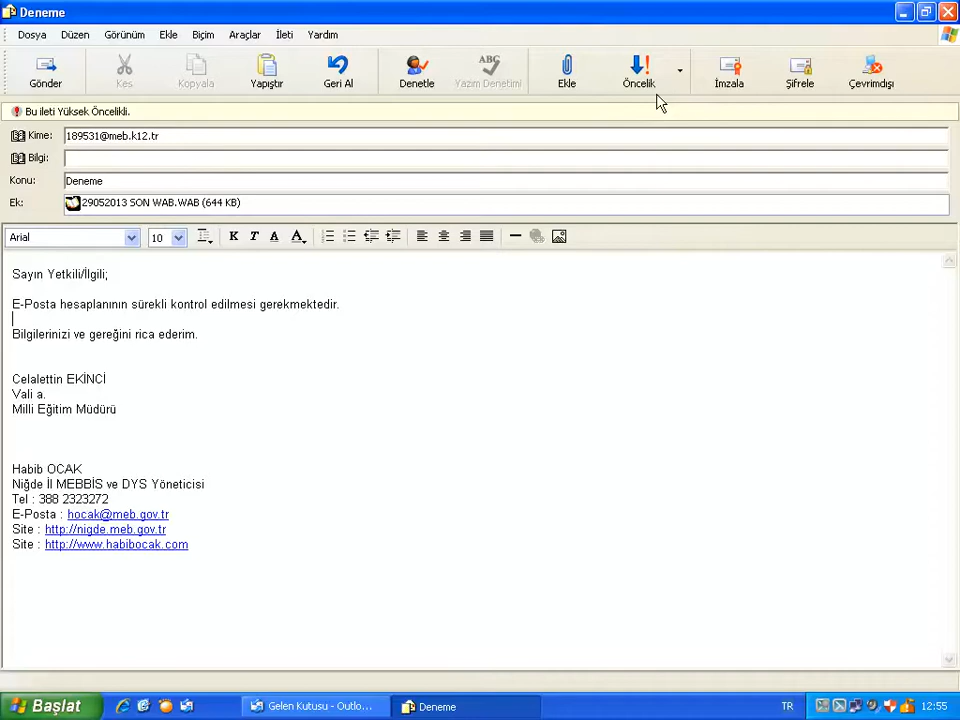 Deneme
Dosya Düzen Görünüm Ekle Biçim Araçlar İleti Yardım
Gönder Kes Kopyala Yapıştır Geri Al Denetle ABC Yazım Denetimi Ekle Öncelik İmzala Şifrele Çevrimdışı
Bu ileti Yüksek Öncelikli.
Kime: 189531@meb.k12.tr
Bilgi:
Konu: Deneme
Ek: 29052013 SON WAB.WAB (644 KB)
Arial 10
Sayın Yetkili/İlgili;
E-Posta hesaplanının sürekli kontrol edilmesi gerekmektedir.
Bilgilerinizi ve gereğini rica ederim.
Celalettin EKİNCİ
Vali a.
Milli Eğitim Müdürü
Habib OCAK
Niğde İl MEBBİS ve DYS Yöneticisi
Tel : 388 2323272
E-Posta : hocak@meb.gov.tr
Site : http://nigde.meb.gov.tr
Site : http://www.habibocak.com
Başlat Gelen Kutusu - Outlo... Deneme TR 12:55